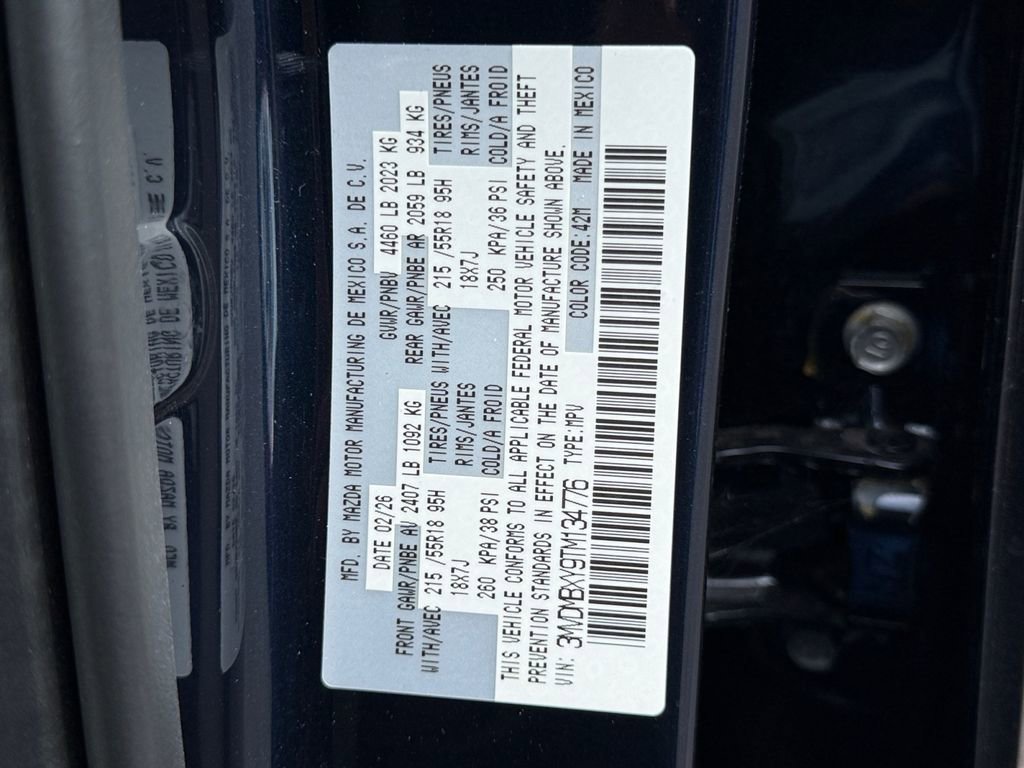 MFD. BY MAZDA MOTOR MANUFACTURING DE MEXICO S.A. DE C.V.
DATE 02/26 GVWR/PNBV 4460 LB 2023 KG
FRONT GAWR/PNBE AV 2407 LB 1092 KG REAR GAWR/PNBE AR 2059 LB 934 KG
WITH/AVEC 215 /55R18 95H TIRES/PNEUS WITH/AVEC 215 /55R18 95H TIRES/PNEUS
18X7J RIMS/JANTES 18X7J RIMS/JANTES
260 KPA/38 PSI COLD/A FROID 250 KPA/36 PSI COLD/A FROID
THIS VEHICLE CONFORMS TO ALL APPLICABLE FEDERAL MOTOR VEHICLE SAFETY AND THEFT
PREVENTION STANDARDS IN EFFECT ON THE DATE OF MANUFACTURE SHOWN ABOVE.
VIN: 3MVDMBXY9TM134776 TYPE:MPV COLOR CODE:42M MADE IN MEXICO